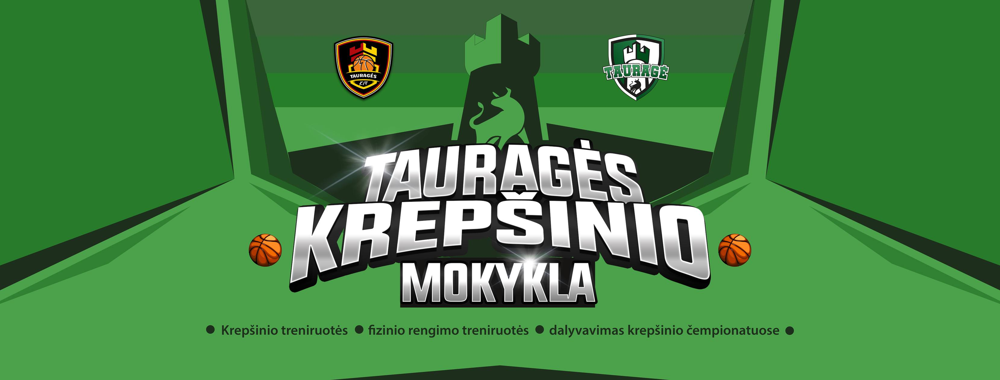 TAURAGĖS
KM
TAURAGĖ
TAURAGĖS
KREPŠINIO
MOKYKLA
● Krepšinio treniruotės ● fizinio rengimo treniruotės ● dalyvavimas krepšinio čempionatuose ●